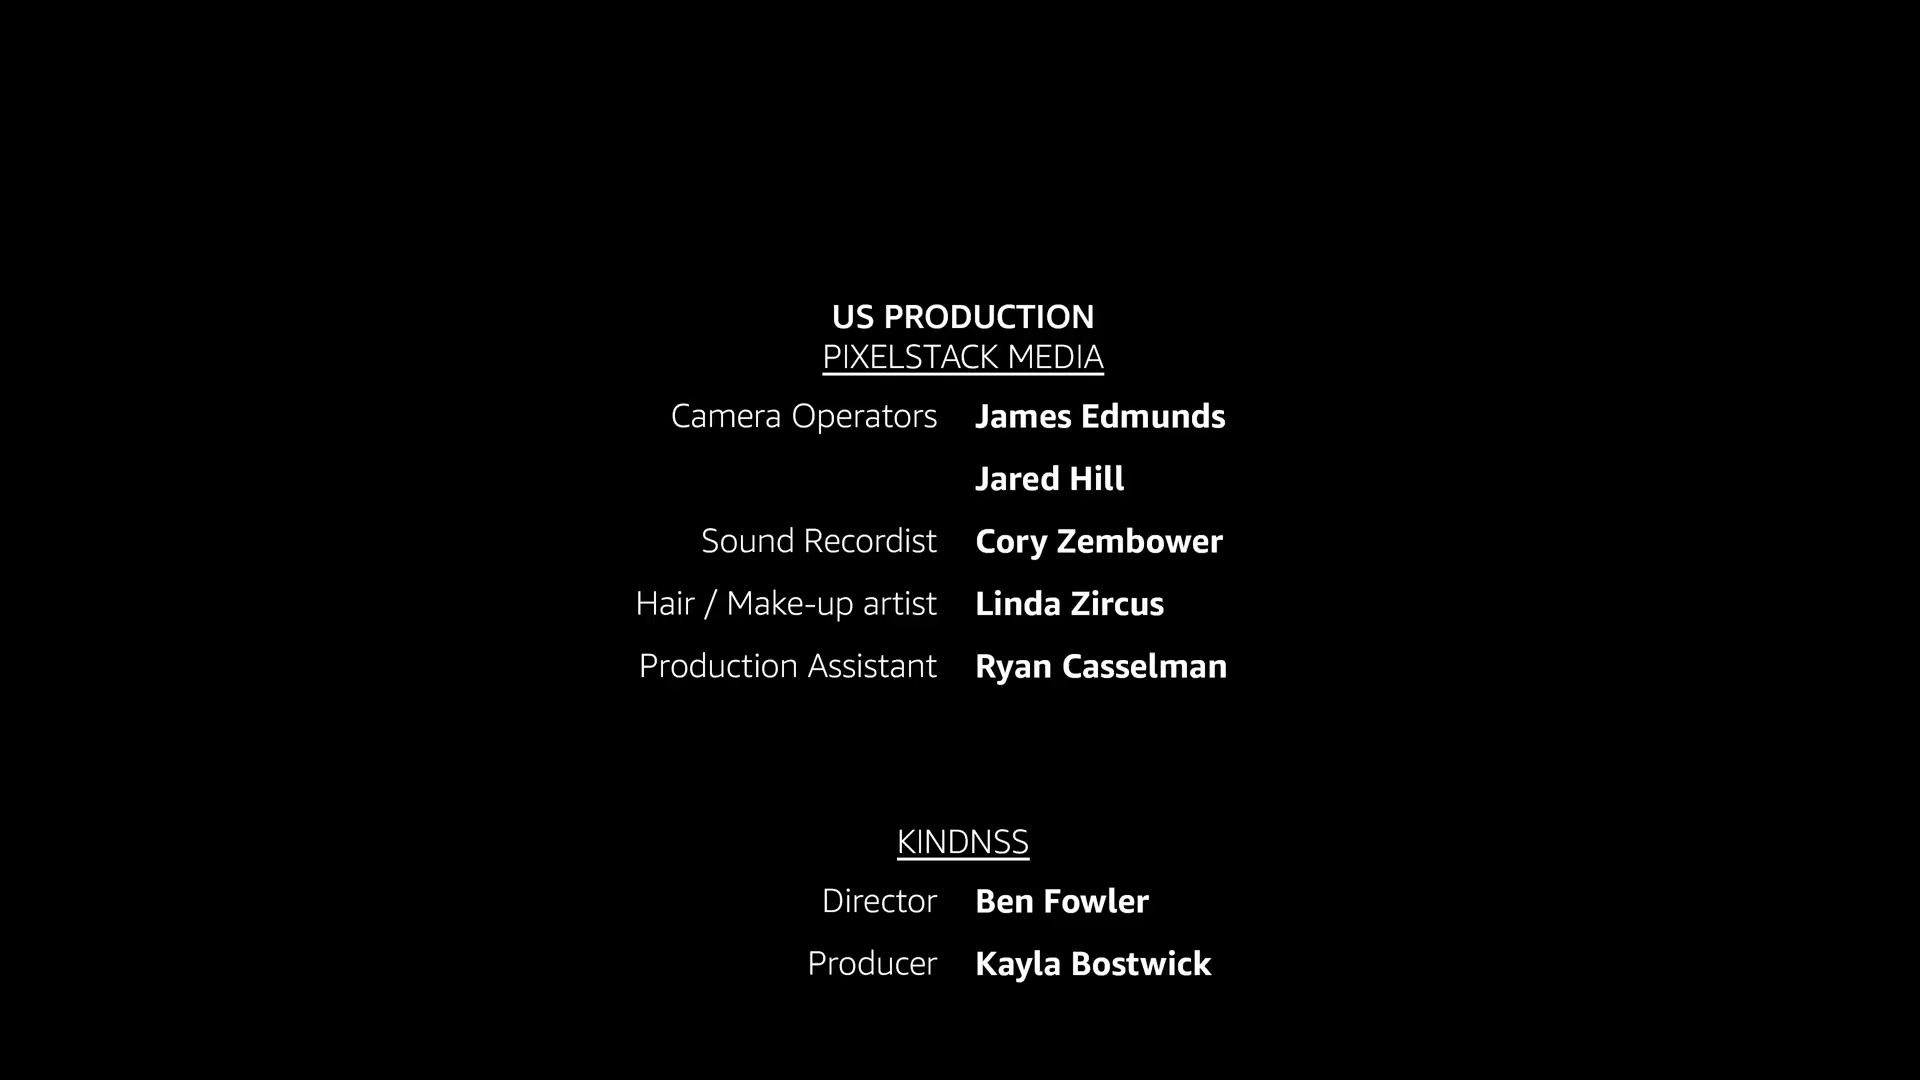 US PRODUCTION
PIXELSTACK MEDIA
Camera Operators James Edmunds
Jared Hill
Sound Recordist Cory Zembower
Hair / Make-up artist Linda Zircus
Production Assistant Ryan Casselman
KINDNSS
Director Ben Fowler
Producer Kayla Bostwick